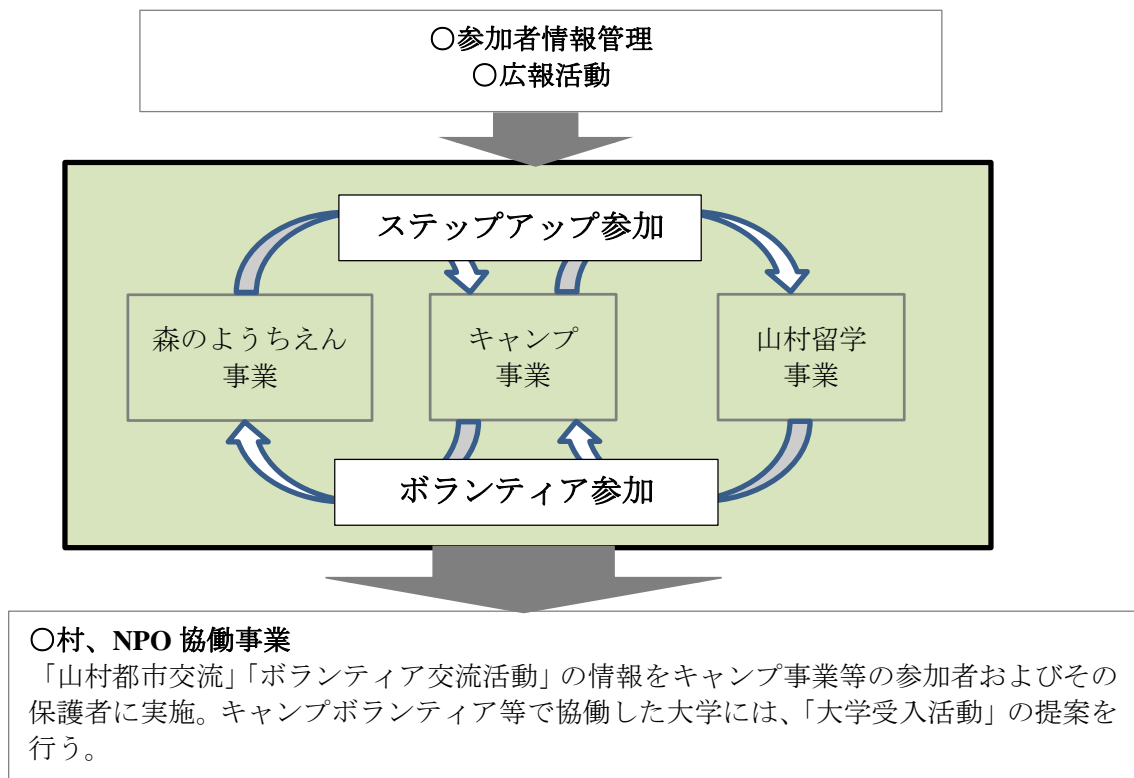 〇参加者情報管理
〇広報活動
ステップアップ参加
森のようちえん
事業
キャンプ
事業
山村留学
事業
ボランティア参加
〇村、NPO 協働事業
「山村都市交流」「ボランティア交流活動」の情報をキャンプ事業等の参加者およびその
保護者に実施。キャンプボランティア等で協働した大学には、「大学受入活動」の提案を
行う。